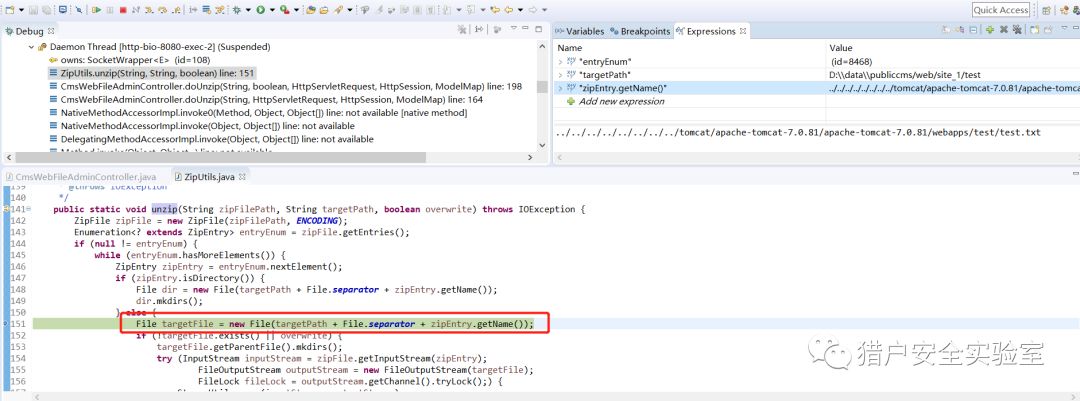 Quick Access
Debug
Daemon Thread [http-bio-8080-exec-2] (Suspended)
owns: SocketWrapper<E> (id=108)
ZipUtils.unzip(String, String, boolean) line: 151
CmsWebFileAdminController.doUnzip(String, boolean, HttpServletRequest, HttpSession, ModelMap) line: 198
CmsWebFileAdminController.doUnzip(String, HttpServletRequest, HttpSession, ModelMap) line: 164
NativeMethodAccessorImpl.invoke0(Method, Object, Object[]) line: not available [native method]
NativeMethodAccessorImpl.invoke(Object, Object[]) line: not available
DelegatingMethodAccessorImpl.invoke(Object, Object[]) line: not available
Variables Breakpoints Expressions
Name Value
"entryEnum" (id=8468)
"targetPath" D:\\data\\publiccms/web/site_1/test
"zipEntry.getName()" ../../../../../../../../tomcat/apache-tomcat-7.0.81/apache-tom
Add new expression
../../../../../../../../tomcat/apache-tomcat-7.0.81/apache-tomcat-7.0.81/webapps/test/test.txt
CmsWebFileAdminController.java ZipUtils.java
139 * @throws IOException
140 */
141 public static void unzip(String zipFilePath, String targetPath, boolean overwrite) throws IOException {
142 ZipFile zipFile = new ZipFile(zipFilePath, ENCODING);
143 Enumeration<? extends ZipEntry> entryEnum = zipFile.getEntries();
144 if (null != entryEnum) {
145 while (entryEnum.hasMoreElements()) {
146 ZipEntry zipEntry = entryEnum.nextElement();
147 if (zipEntry.isDirectory()) {
148 File dir = new File(targetPath + File.separator + zipEntry.getName());
149 dir.mkdirs();
150 } else {
151 File targetFile = new File(targetPath + File.separator + zipEntry.getName());
152 if (!targetFile.exists() || overwrite) {
153 targetFile.getParentFile().mkdirs();
154 try (InputStream inputStream = zipFile.getInputStream(zipEntry);
155 FileOutputStream outputStream = new FileOutputStream(targetFile);
156 FileLock fileLock = outputStream.getChannel().tryLock();) {
猎户安全实验室